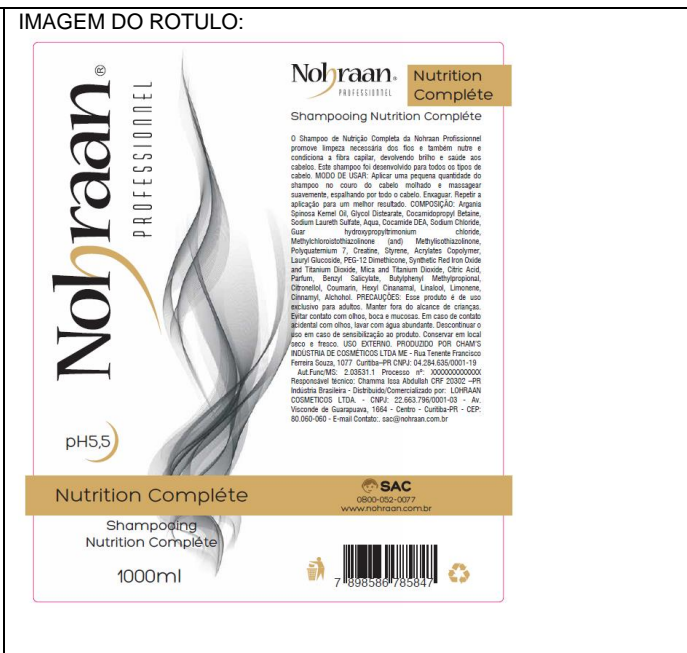 IMAGEM DO ROTULO:
Nohraan®
PROFESSIONNEL
pH5,5
Nutrition Compléte
Shampooing
Nutrition Complète
1000ml
Nohraan®
PROFESSIONNEL
Nutrition
Compléte
Shampooing Nutrition Compléte
O Shampoo de Nutrição Completa da Nohraan Profissionnel
promove limpeza necessária dos fios e também nutre e
condiciona a fibra capilar, devolvendo brilho e saúde aos
cabelos. Este shampoo foi desenvolvido para todos os tipos de
cabelo. MODO DE USAR: Aplicar uma pequena quantidade do
shampoo no couro do cabelo molhado e massagear
suavemente, espalhando por todo o cabelo. Enxaguar. Repetir a
aplicação para um melhor resultado. COMPOSIÇÃO: Argania
Spinosa Kernel Oil, Glycol Distearate, Cocamidopropyl Betaine,
Sodium Laureth Sulfate, Aqua, Cocamide DEA, Sodium Chloride,
Guar hydroxypropyltrimonium chloride,
Methylchloroistothiazolinone (and) Methylisothiazolinone,
Polyquaternium 7, Creatine, Styrene, Acrylates Copolymer,
Lauryl Glucoside, PEG-12 Dimethicone, Synthetic Red Iron Oxide
and Titanium Dioxide, Mica and Titanium Dioxide, Citric Acid,
Parfum, Benzyl Salicylate, Butylphenyl Methylpropional,
Citronellol, Coumarin, Hexyl Cinanamal, Linalool, Limonene,
Cinnamyl, Alchohol. PRECAUÇÕES: Esse produto é de uso
exclusivo para adultos. Manter fora do alcance de crianças.
Evitar contato com olhos, boca e mucosas. Em caso de contato
acidental com olhos, lavar com água abundante. Descontinuar o
uso em caso de sensibilização ao produto. Conservar em local
seco e fresco. USO EXTERNO. PRODUZIDO POR CHAM'S
INDÚSTRIA DE COSMÉTICOS LTDA ME - Rua Tenente Francisco
Ferreira Souza, 1077 Curitiba–PR CNPJ: 04.284.635/0001-19
Aut.Func/MS: 2.03531.1 Processo nº: XXXXXXXXXXXXXX
Responsável técnico: Chamma Issa Abdullah CRF 20302 –PR
Indústria Brasileira - Distribuído/Comercializado por: LOHRAAN
COSMETICOS LTDA. - CNPJ: 22.663.796/0001-03 - Av.
Visconde de Guarapuava, 1664 - Centro - Curitiba-PR - CEP:
80.060-060 - E-mail Contato:, sac@nohraan.com.br
SAC
0800-052-0077
www.nohraan.com.br
7 898586 785847